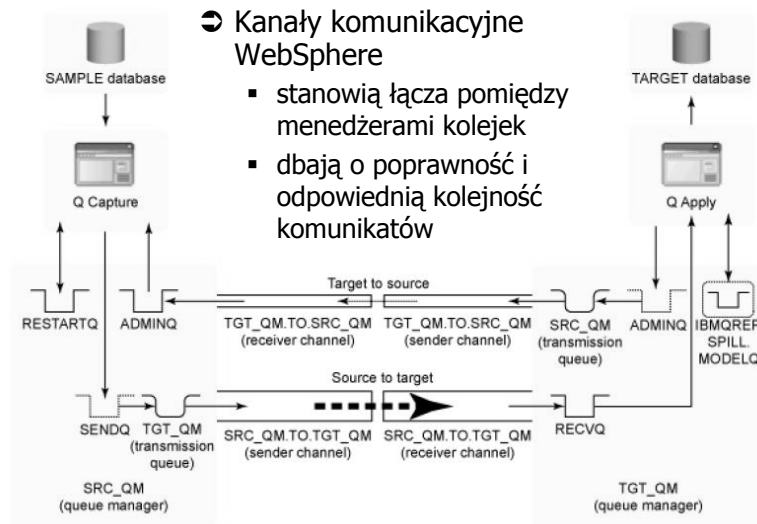 ➲ Kanały komunikacyjne
WebSphere
▪ stanowią łącza pomiędzy
menedżerami kolejek
▪ dbają o poprawność i
odpowiednią kolejność
komunikatów
SAMPLE database
TARGET database
Q Capture
Q Apply
Target to source
RESTARTQ
ADMINQ
TGT_QM.TO.SRC_QM
(receiver channel)
TGT_QM.TO.SRC_QM
(sender channel)
SRC_QM
(transmission
queue)
ADMINQ
IBMQREP
SPILL.
MODELQ
Source to target
SENDQ
TGT_QM
(transmission
queue)
SRC_QM.TO.TGT_QM
(sender channel)
SRC_QM.TO.TGT_QM
(receiver channel)
RECVQ
SRC_QM
(queue manager)
TGT_QM
(queue manager)